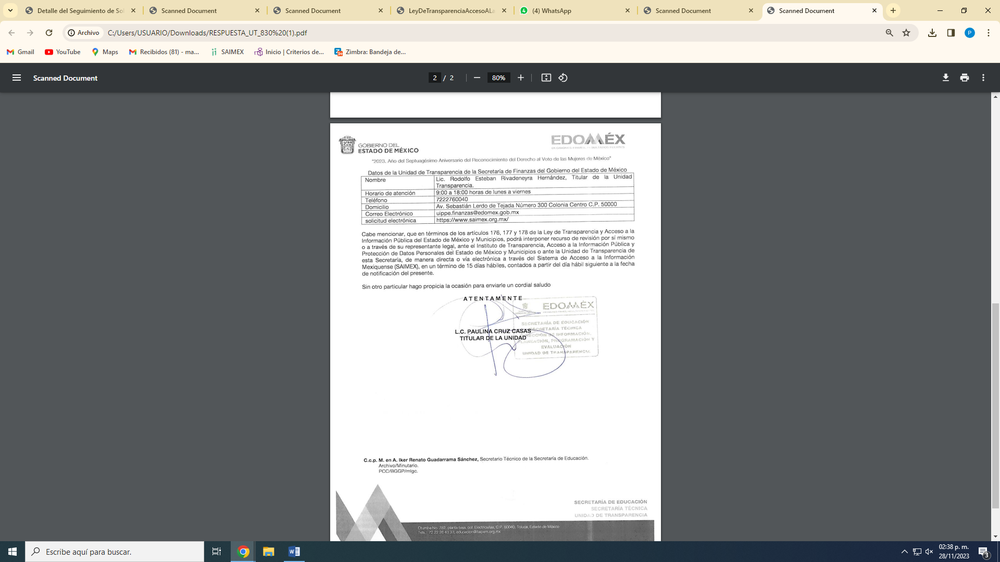 Detalle del Seguimiento de Sol
Scanned Document
Scanned Document
LeyDeTransparenciaAccesoALa
(4) WhatsApp
Scanned Document
Scanned Document
Archivo
C:/Users/USUARIO/Downloads/RESPUESTA_UT_830%20(1).pdf
Gmail
YouTube
Maps
Recibidos (81) - ma...
SAIMEX
Inicio | Criterios de...
Zimbra: Bandeja de...
Scanned Document
2 / 2
80%
GOBIERNO DEL
ESTADO DE MÉXICO
EDOMÉX
DECISIONES FIRMES, RESULTADOS FUERTES.
"2023. Año del Septuagésimo Aniversario del Reconocimiento del Derecho al Voto de las Mujeres de México"
Datos de la Unidad de Transparencia de la Secretaría de Finanzas del Gobierno del Estado de México
Nombre Lic. Rodolfo Esteban Rivadeneyra Hernández, Titular de la Unidad
Transparencia.
Horario de atención 9:00 a 18:00 horas de lunes a viernes
Teléfono 7222760040
Domicilio Av. Sebastián Lerdo de Tejada Número 300 Colonia Centro C.P. 50000
Correo Electrónico uippe.finanzas@edomex.gob.mx
solicitud electrónica https://www.saimex.org.mx/
Cabe mencionar, que en términos de los artículos 176, 177 y 178 de la Ley de Transparencia y Acceso a la
Información Pública del Estado de México y Municipios, podrá interponer recurso de revisión por sí mismo
o a través de su representante legal, ante el Instituto de Transparencia, Acceso a la Información Pública y
Protección de Datos Personales del Estado de México y Municipios o ante la Unidad de Transparencia de
esta Secretaría, de manera directa o vía electrónica a través del Sistema de Acceso a la Información
Mexiquense (SAIMEX), en un término de 15 días hábiles, contados a partir del día hábil siguiente a la fecha
de notificación del presente.
Sin otro particular hago propicia la ocasión para enviarle un cordial saludo
A T E N T A M E N T E
L.C. PAULINA CRUZ CASAS
TITULAR DE LA UNIDAD
EDOMÉX
SECRETARÍA DE EDUCACIÓN
SECRETARÍA TÉCNICA
DIRECCIÓN DE INFORMACIÓN,
PLANEACIÓN, PROGRAMACIÓN Y
EVALUACIÓN
UNIDAD DE TRANSPARENCIA
C.c.p. M. en A. Iker Renato Guadarrama Sánchez, Secretario Técnico de la Secretaría de Educación.
Archivo/Minutario.
PCC/BGGP/mlgc.
SECRETARÍA DE EDUCACIÓN
SECRETARÍA TÉCNICA
UNIDAD DE TRANSPARENCIA
Otumba No. 782, planta baja, col. Electricistas, C.P. 50040, Toluca, Estado de México
Tels.: 72 22 26 43 33, educacion@itaipem.org.mx
Escribe aquí para buscar.
02:38 p. m.
28/11/2023
3